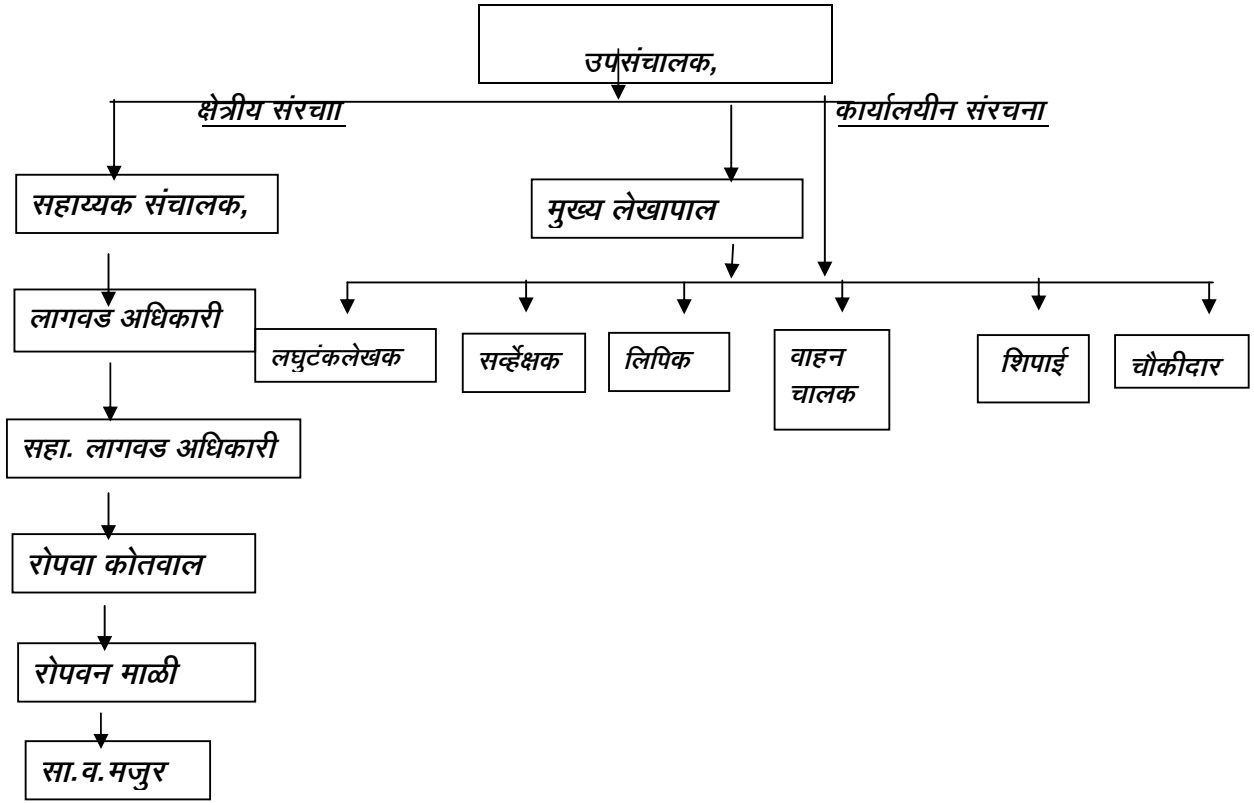 उपसंचालक,
क्षेत्रीय संरचाा
कार्यालयीन संरचना
सहाय्यक संचालक,
मुख्य लेखापाल
लागवड अधिकारी
लघुटंकलेखक
सर्व्हेक्षक
लिपिक
वाहन
चालक
शिपाई
चौकीदार
सहा. लागवड अधिकारी
रोपवा कोतवाल
रोपवन माळी
सा.व.मजुर